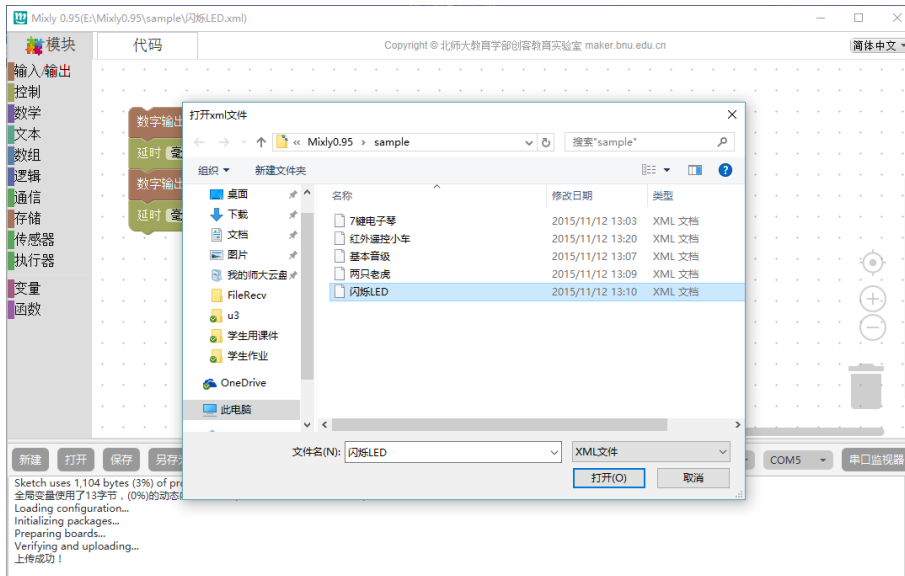 Mixly 0.95(E:\Mixly0.95\sample\闪烁LED.xml)
模块
代码
Copyright © 北师大教育学部创客教育实验室 maker.bnu.edu.cn
简体中文
输入/输出
控制
数学
文本
数组
逻辑
通信
存储
传感器
执行器
变量
函数
数字输出
延时 毫
数字输出
延时 毫
打开xml文件
« Mixly0.95 › sample
搜索"sample"
组织
新建文件夹
桌面
下载
文档
图片
我的师大云盘
FileRecv
u3
学生用课件
学生作业
OneDrive
此电脑
名称 修改日期 类型
7键电子琴 2015/11/12 13:03 XML 文档
红外遥控小车 2015/11/12 13:20 XML 文档
基本音级 2015/11/12 13:07 XML 文档
两只老虎 2015/11/12 13:09 XML 文档
闪烁LED 2015/11/12 13:10 XML 文档
文件名(N): 闪烁LED
XML文件
打开(O)
取消
新建 打开 保存 另存
COM5
串口监视器
Sketch uses 1,104 bytes (3%) of pr
全局变量使用了13字节，(0%)的动态
Loading configuration...
Initializing packages...
Preparing boards...
Verifying and uploading...
上传成功！